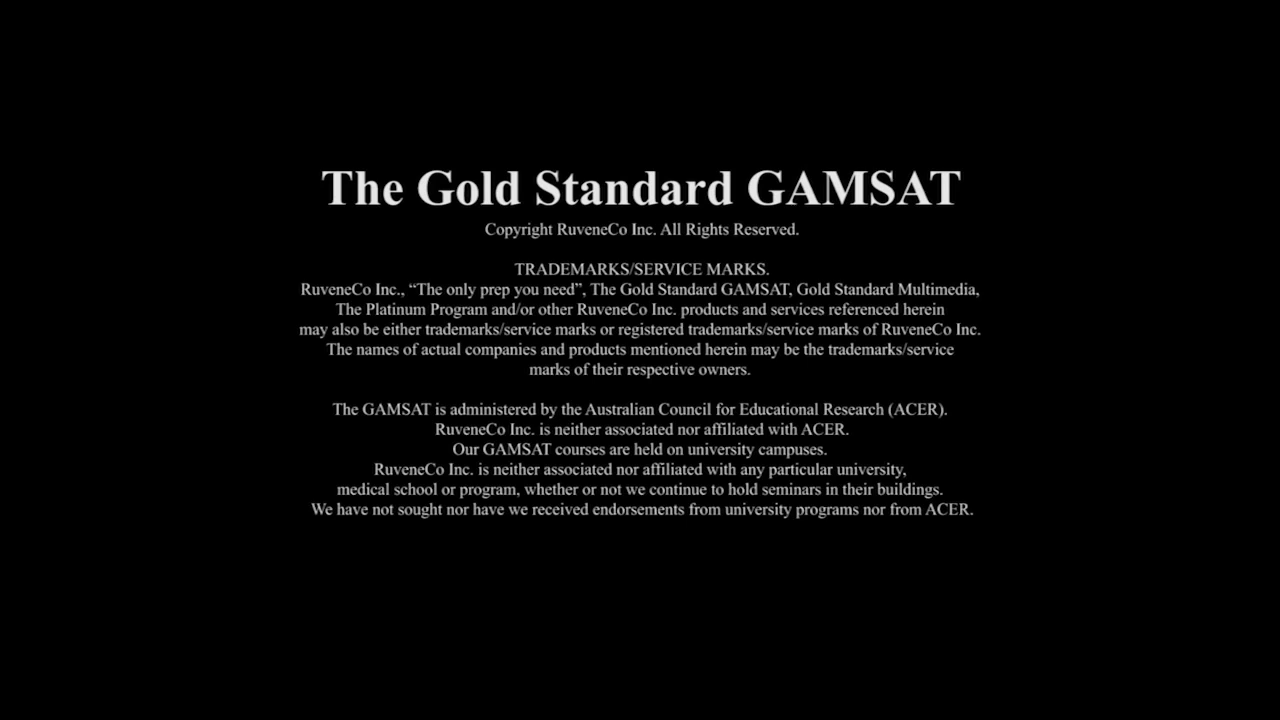 The Gold Standard GAMSAT
Copyright RuveneCo Inc. All Rights Reserved.
TRADEMARKS/SERVICE MARKS.
RuveneCo Inc., “The only prep you need”, The Gold Standard GAMSAT, Gold Standard Multimedia,
The Platinum Program and/or other RuveneCo Inc. products and services referenced herein
may also be either trademarks/service marks or registered trademarks/service marks of RuveneCo Inc.
The names of actual companies and products mentioned herein may be the trademarks/service
marks of their respective owners.
The GAMSAT is administered by the Australian Council for Educational Research (ACER).
RuveneCo Inc. is neither associated nor affiliated with ACER.
Our GAMSAT courses are held on university campuses.
RuveneCo Inc. is neither associated nor affiliated with any particular university,
medical school or program, whether or not we continue to hold seminars in their buildings.
We have not sought nor have we received endorsements from university programs nor from ACER.